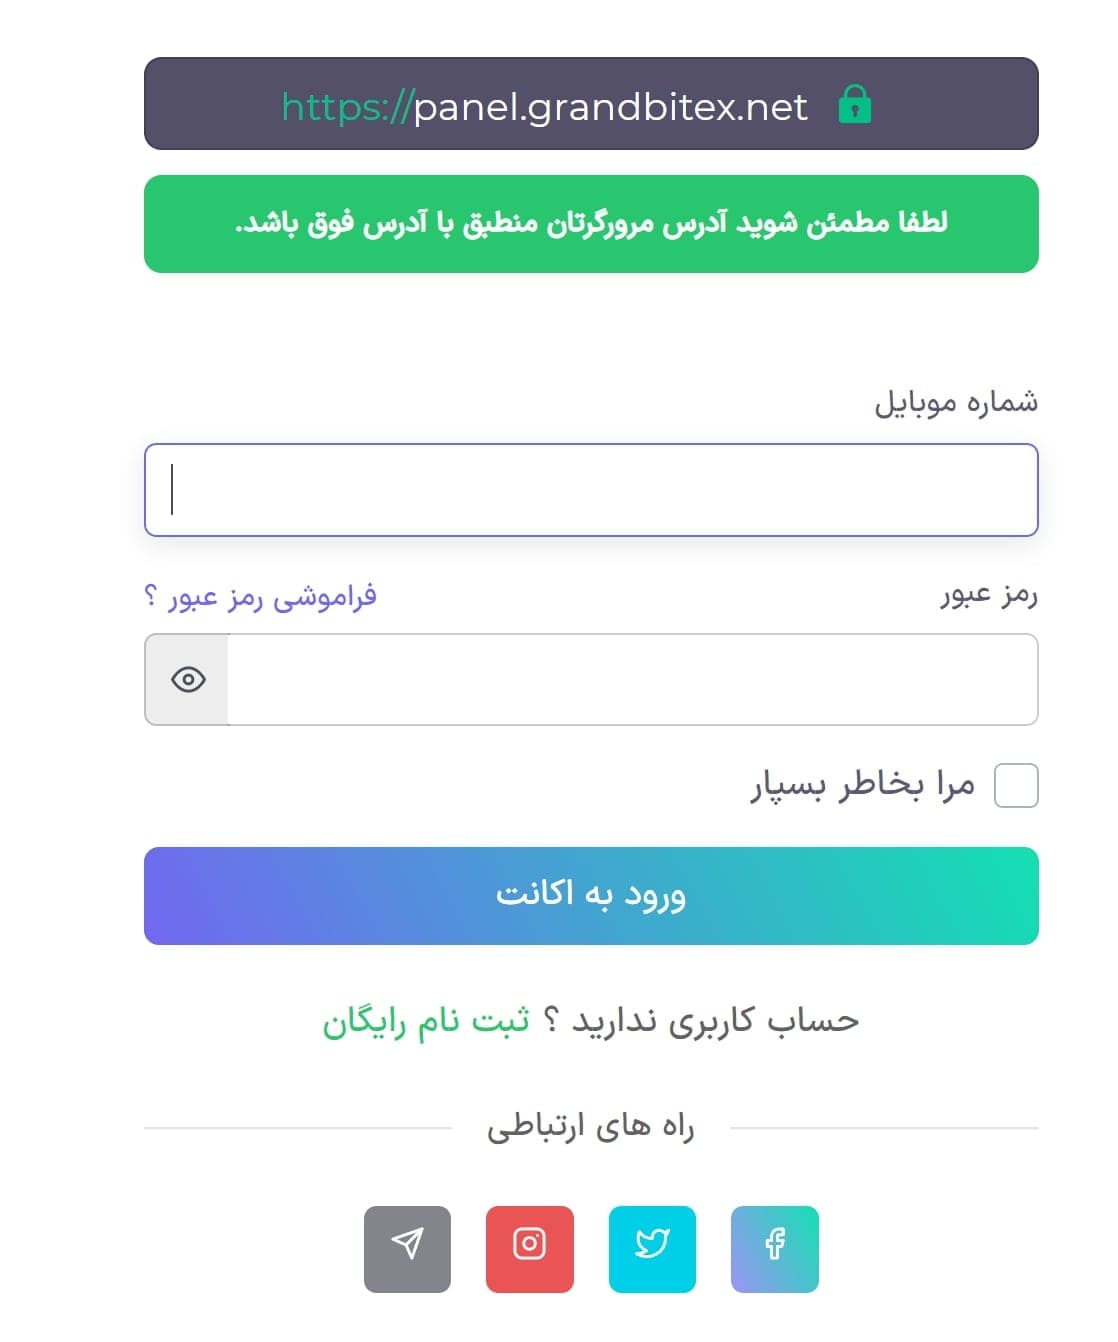 https://panel.grandbitex.net
لطفا مطمئن شوید آدرس مرورگرتان منطبق با آدرس فوق باشد.
شماره موبایل
رمز عبور
فراموشی رمز عبور ؟
مرا بخاطر بسپار
ورود به اکانت
حساب کاربری ندارید ؟ ثبت نام رایگان
راه های ارتباطی